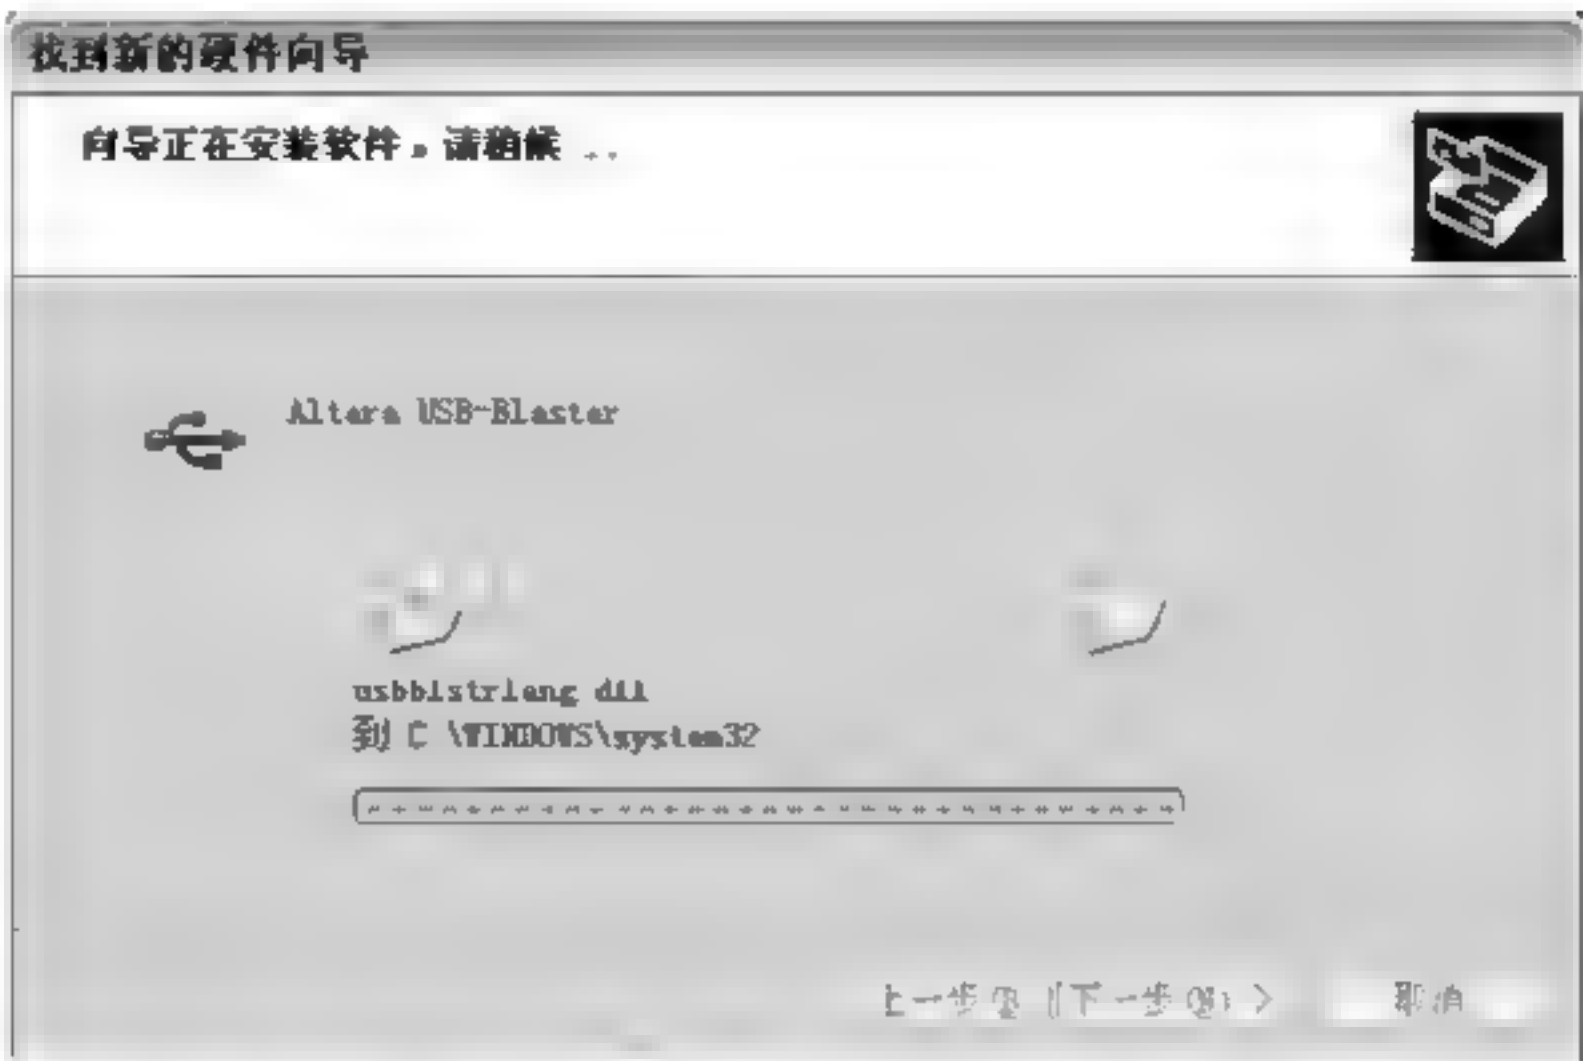 找到新的硬件向导
向导正在安装软件，请稍候 ..
Altera USB-Blaster
usbblstrlang dll
到 C \WINDOWS\system32
上一步(B) 下一步(N) > 取消